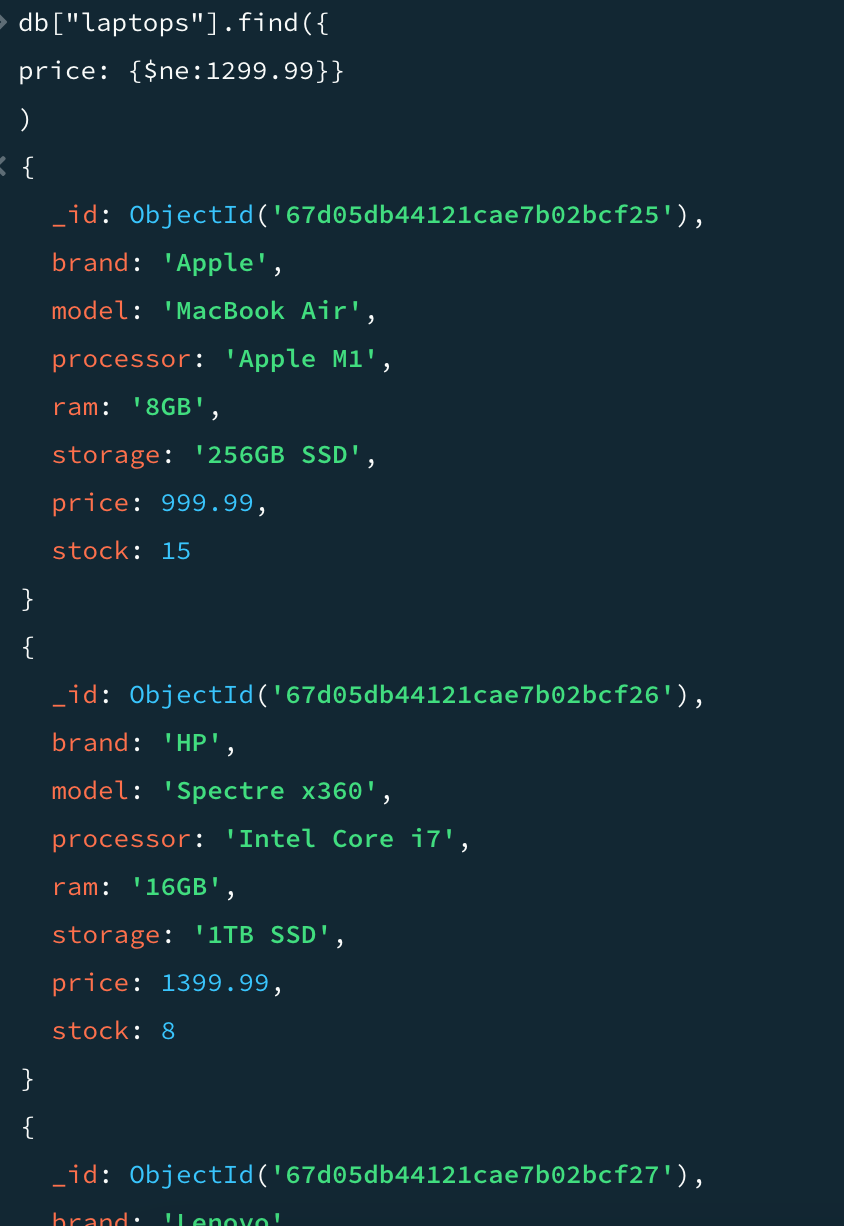 db["laptops"].find({
price: {$ne:1299.99}}
)
{
_id: ObjectId('67d05db44121cae7b02bcf25'),
brand: 'Apple',
model: 'MacBook Air',
processor: 'Apple M1',
ram: '8GB',
storage: '256GB SSD',
price: 999.99,
stock: 15
}
{
_id: ObjectId('67d05db44121cae7b02bcf26'),
brand: 'HP',
model: 'Spectre x360',
processor: 'Intel Core i7',
ram: '16GB',
storage: '1TB SSD',
price: 1399.99,
stock: 8
}
{
_id: ObjectId('67d05db44121cae7b02bcf27'),
brand: 'Lenovo'